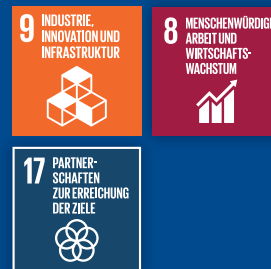 9 INDUSTRIE,
INNOVATION UND
INFRASTRUKTUR
8 MENSCHENWÜRDIG
ARBEIT UND
WIRTSCHAFTS-
WACHSTUM
17 PARTNER-
SCHAFTEN
ZUR ERREICHUNG
DER ZIELE